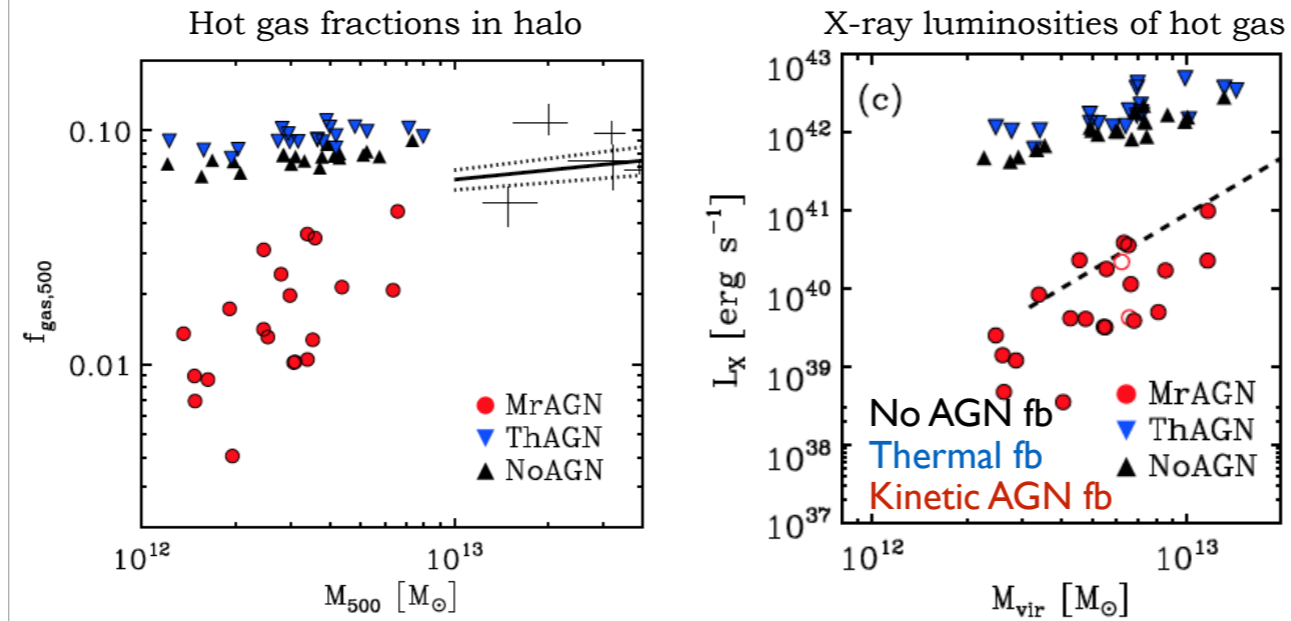 Hot gas fractions in halo
0.10
0.01
f_gas,500
MrAGN
ThAGN
NoAGN
10^12
10^13
M_500 [M_⊙]
X-ray luminosities of hot gas
(c)
10^43
10^42
10^41
10^40
10^39
10^38
10^37
L_X [erg s^−1]
No AGN fb
Thermal fb
Kinetic AGN fb
MrAGN
ThAGN
NoAGN
10^12
10^13
M_vir [M_⊙]